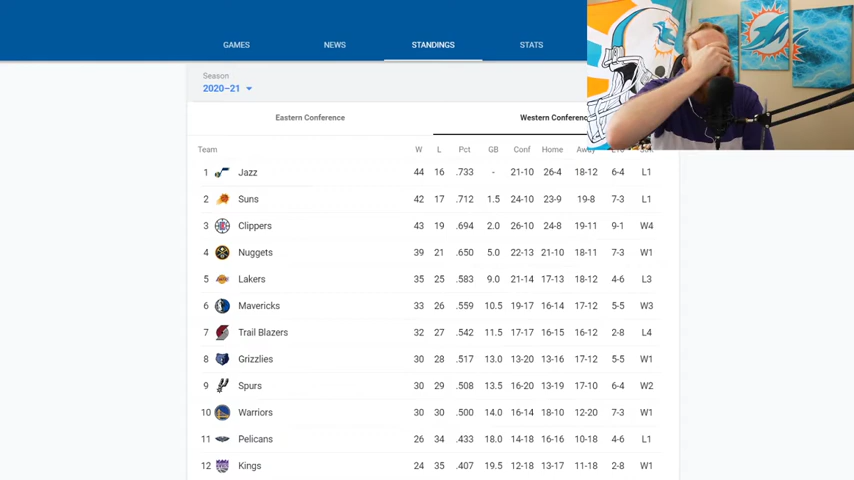 GAMES NEWS STANDINGS STATS
Season
2020–21
Eastern Conference Western Conference
Team W L Pct GB Conf Home Away
1 Jazz 44 16 .733 - 21-10 26-4 18-12 6-4 L1
2 Suns 42 17 .712 1.5 24-10 23-9 19-8 7-3 L1
3 Clippers 43 19 .694 2.0 26-10 24-8 19-11 9-1 W4
4 Nuggets 39 21 .650 5.0 22-13 21-10 18-11 7-3 W1
5 Lakers 35 25 .583 9.0 21-14 17-13 18-12 4-6 L3
6 Mavericks 33 26 .559 10.5 19-17 16-14 17-12 5-5 W3
7 Trail Blazers 32 27 .542 11.5 17-17 16-15 16-12 2-8 L4
8 Grizzlies 30 28 .517 13.0 13-20 13-16 17-12 5-5 W1
9 Spurs 30 29 .508 13.5 16-20 13-19 17-10 6-4 W2
10 Warriors 30 30 .500 14.0 16-14 18-10 12-20 7-3 W1
11 Pelicans 26 34 .433 18.0 14-18 16-16 10-18 4-6 L1
12 Kings 24 35 .407 19.5 12-18 13-17 11-18 2-8 W1